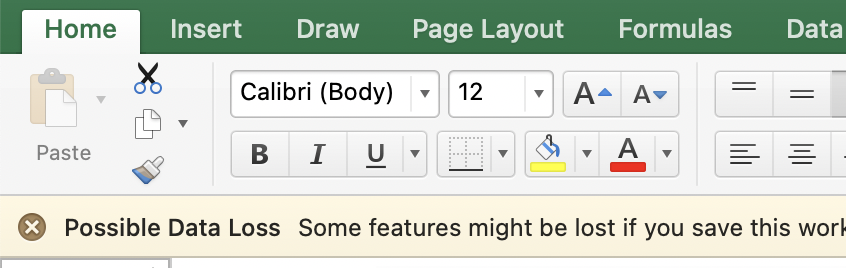 Home Insert Draw Page Layout Formulas Data
Calibri (Body) 12 A A
Paste
B I U A
Possible Data Loss Some features might be lost if you save this work